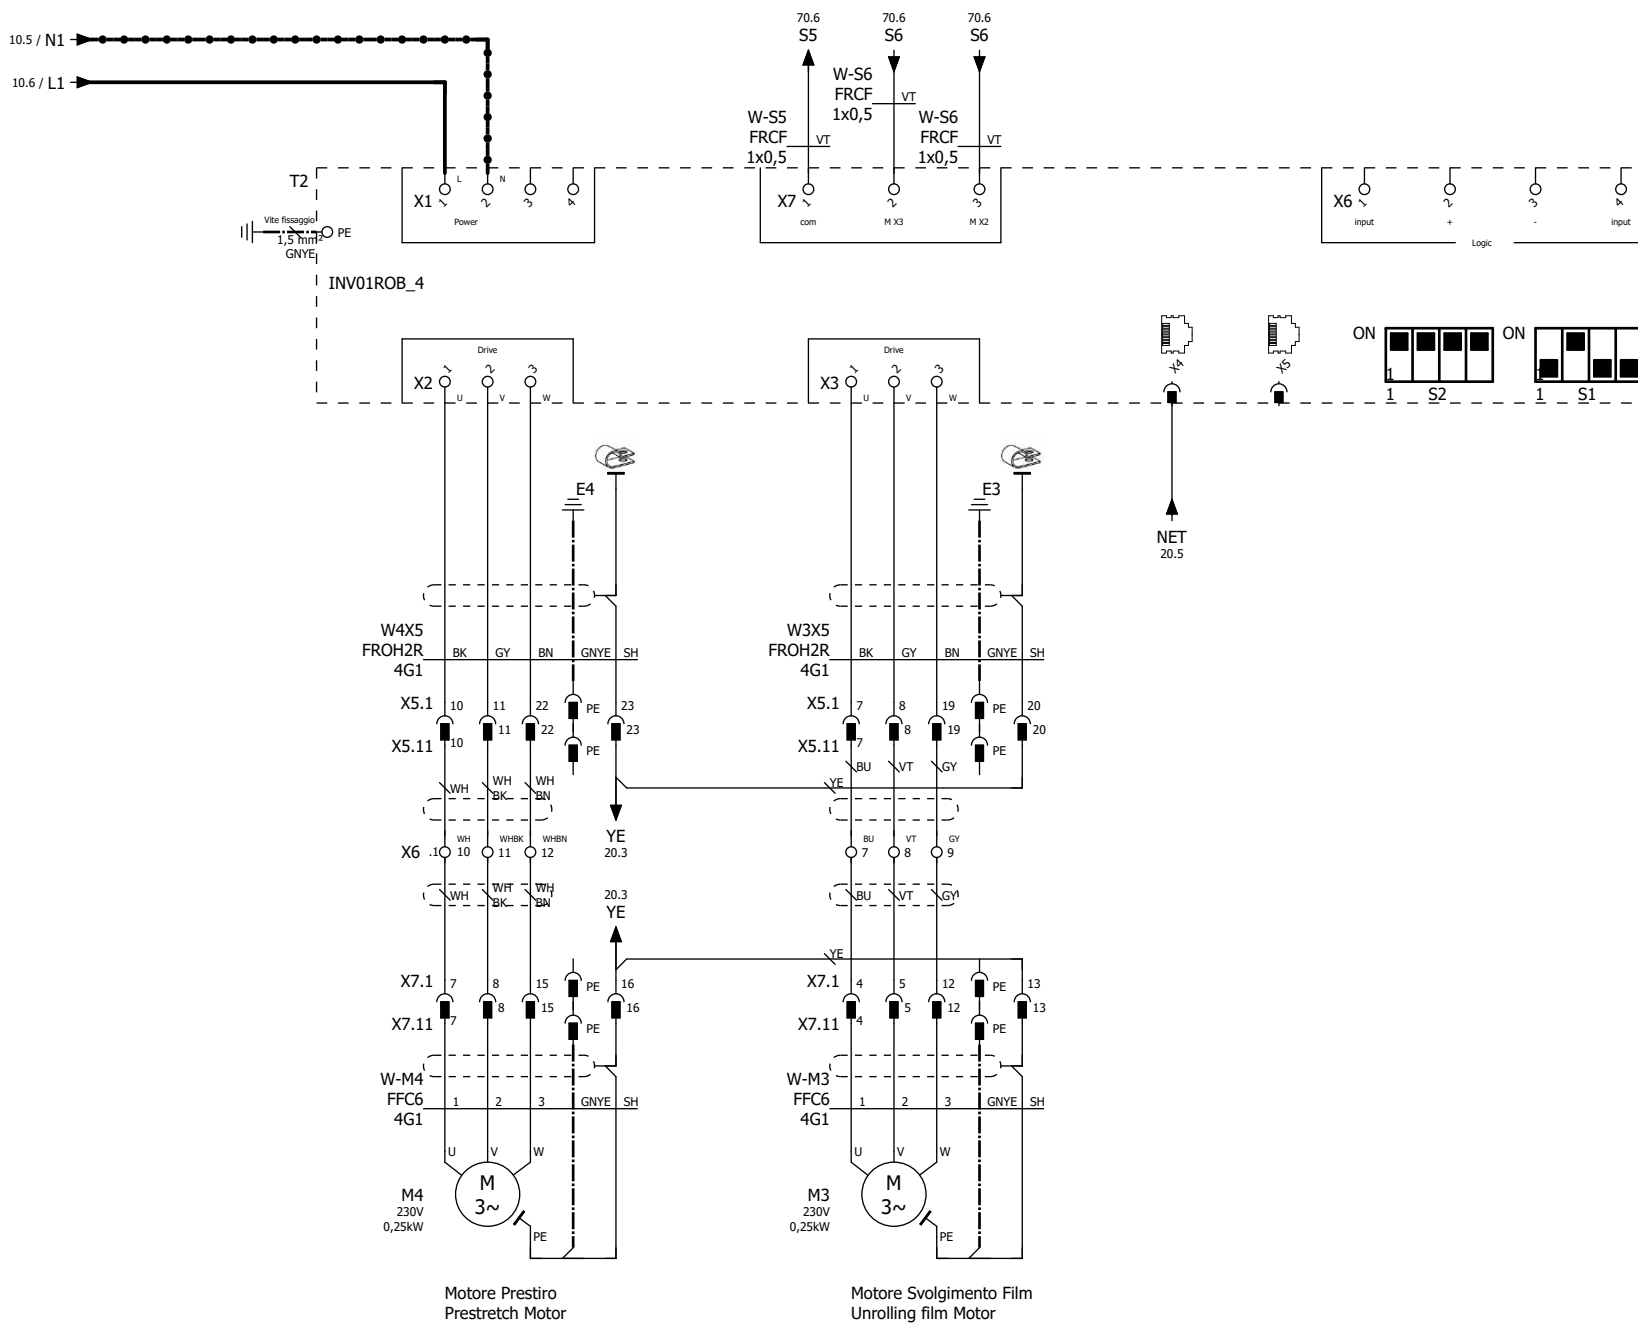 10.5 / N1
10.6 / L1
70.6
S5
70.6
S6
70.6
S6
W-S5
FRCF
1x0,5
VT
W-S6
FRCF
1x0,5
VT
W-S6
FRCF
1x0,5
VT
T2
Vite fissaggio
1,5 mm²
GNYE
PE
INV01ROB_4
X1
L N
1 2 3 4
Power
X7
1 2 3
com M X3 M X2
X6
1 2 3 4
input + - input
Logic
Drive
X2
1 2 3
U V W
Drive
X3
1 2 3
U V W
X4
X5
ON
1
1 S2
ON
1
1 S1
NET
20.5
E4
E3
W4X5
FROH2R
4G1
BK GY BN GNYE SH
W3X5
FROH2R
4G1
BK GY BN GNYE SH
X5.1 10 11 22 PE 23
X5.11 10 11 22 PE 23
X5.1 7 8 19 PE 20
X5.11 7 8 19 PE 20
WH WH BK WH BN
BU VT GY
YE
YE
20.3
X6 .1 10 11 12
WH WHBK WHBN
7 8 9
BU VT GY
WH WH BK WH BN
BU VT GY
20.3
YE
YE
X7.1 7 8 15 PE 16
X7.11 7 8 15 PE 16
X7.1 4 5 12 PE 13
X7.11 4 5 12 PE 13
W-M4
FFC6
4G1
1 2 3 GNYE SH
W-M3
FFC6
4G1
1 2 3 GNYE SH
U V W
M
3~
M4
230V
0,25kW
PE
U V W
M
3~
M3
230V
0,25kW
PE
Motore Prestiro
Prestretch Motor
Motore Svolgimento Film
Unrolling film Motor